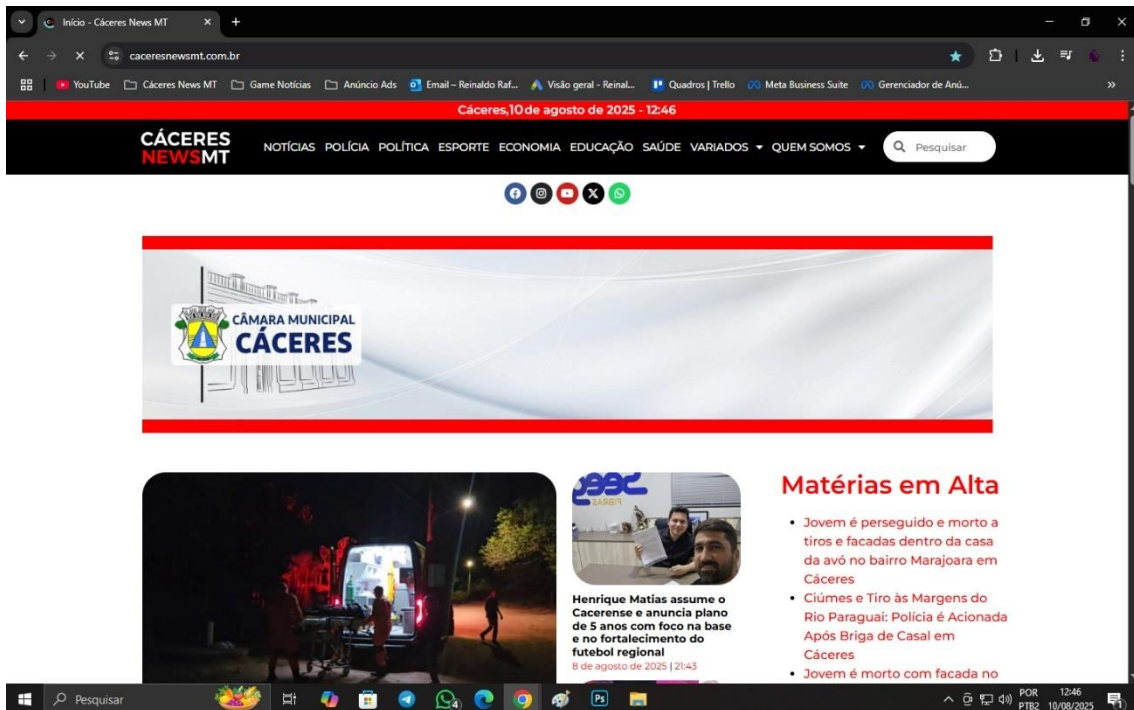 Início - Cáceres News MT
caceresnewsmt.com.br
YouTube Cáceres News MT Game Notícias Anúncio Ads Email – Reinaldo Raf... Visão geral - Reinal... Quadros | Trello Meta Business Suite Gerenciador de Anú...
Cáceres,10 de agosto de 2025 - 12:46
CÁCERES
NEWSMT
NOTÍCIAS POLÍCIA POLÍTICA ESPORTE ECONOMIA EDUCAÇÃO SAÚDE VARIADOS QUEM SOMOS Pesquisar
CÂMARA MUNICIPAL
CÁCERES
FIBRAS
Henrique Matias assume o
Cacerense e anuncia plano
de 5 anos com foco na base
e no fortalecimento do
futebol regional
8 de agosto de 2025 | 21:43
Matérias em Alta
Jovem é perseguido e morto a
tiros e facadas dentro da casa
da avó no bairro Marajoara em
Cáceres
Ciúmes e Tiro às Margens do
Rio Paraguai: Polícia é Acionada
Após Briga de Casal em
Cáceres
Jovem é morto com facada no
Pesquisar
4
Ps
POR
PTB2
12:46
10/08/2025
1